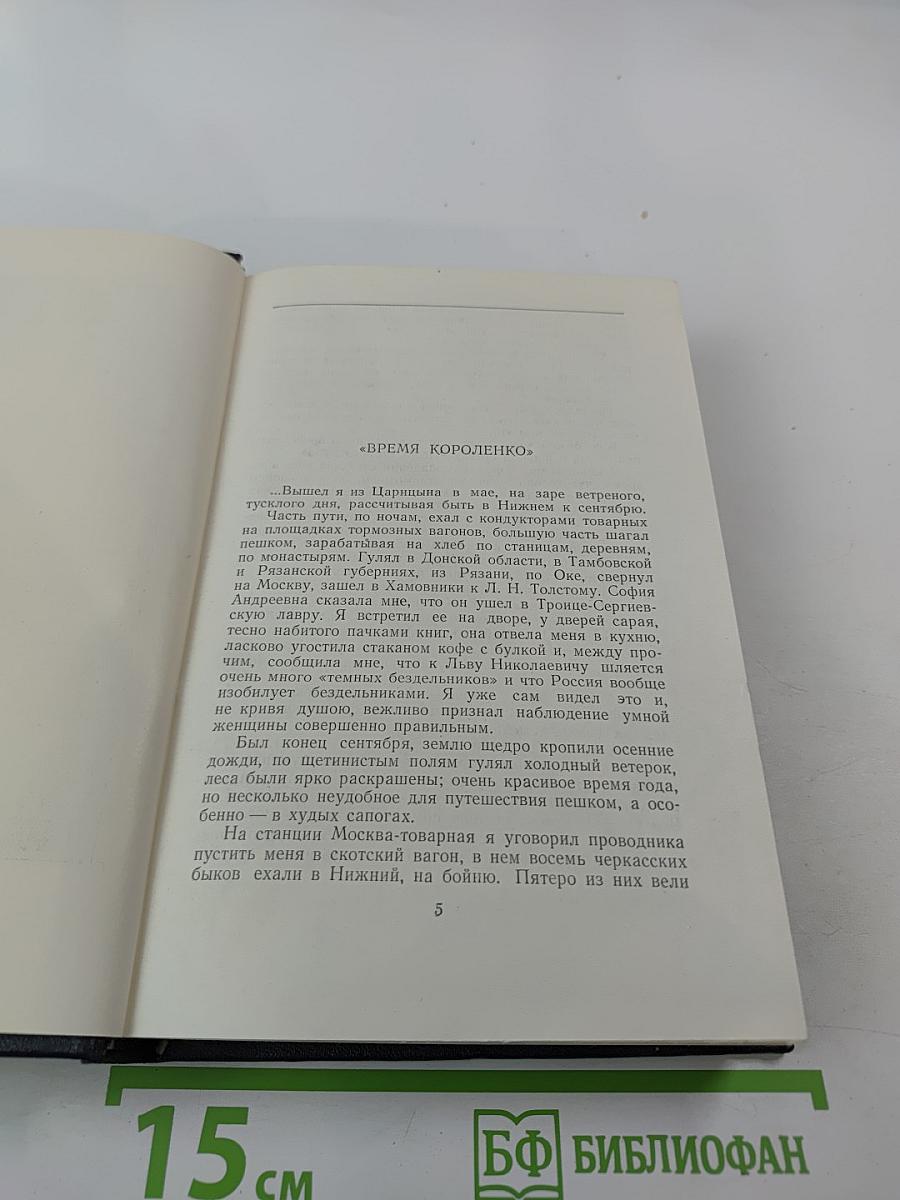 «ВРЕМЯ КОРОЛЕНКО»
...Вышел я из Царицына в мае, на заре ветреного,
тусклого дня, рассчитывая быть в Нижнем к сентябрю.
Часть пути, по ночам, ехал с кондукторами товарных
на площадках тормозных вагонов, большую часть шагал
пешком, зарабатывая на хлеб по станицам, деревням,
по монастырям. Гулял в Донской области, в Тамбовской
и Рязанской губерниях, из Рязани, по Оке, свернул
на Москву, зашел в Хамовники к Л. Н. Толстому. София
Андреевна сказала мне, что он ушел в Троице-Сергиев-
скую лавру. Я встретил ее на дворе, у дверей сарая,
тесно набитого пачками книг, она отвела меня в кухню,
ласково угостила стаканом кофе с булкой и, между про-
чим, сообщила мне, что к Льву Николаевичу шляется
очень много «темных бездельников» и что Россия вообще
изобилует бездельниками. Я уже сам видел это и,
не кривя душою, вежливо признал наблюдение умной
женщины совершенно правильным.
Был конец сентября, землю щедро кропили осенние
дожди, по щетинистым полям гулял холодный ветерок,
леса были ярко раскрашены; очень красивое время года,
но несколько неудобное для путешествия пешком, а осо-
бенно — в худых сапогах.
На станции Москва-товарная я уговорил проводника
пустить меня в скотский вагон, в нем восемь черкасских
быков ехали в Нижний, на бойню. Пятеро из них вели
5
15 см
БФ БИБЛИОФАН